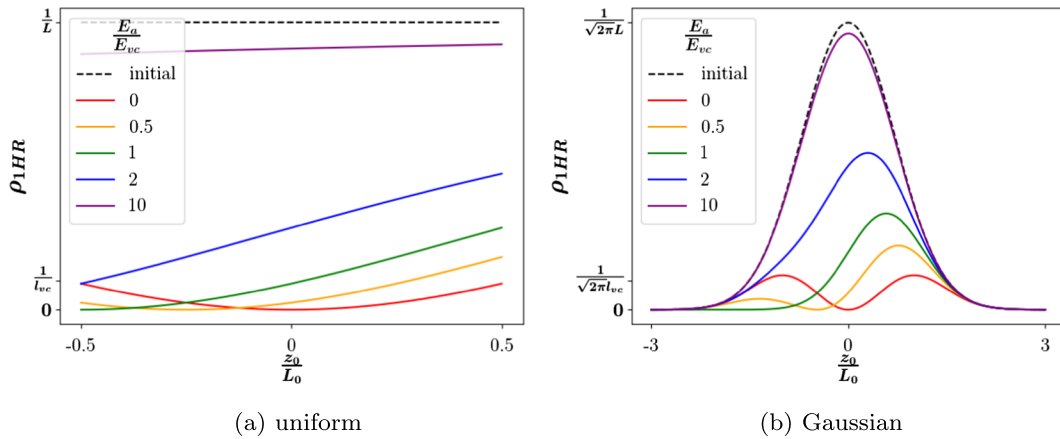 1/L
E_a/E_vc
initial
0
0.5
1
2
10
ρ_1HR
1/l_vc
0
-0.5 0 0.5
z_0/L_0
(a) uniform
1/√2πL
E_a/E_vc
initial
0
0.5
1
2
10
ρ_1HR
1/√2πl_vc
0
-3 0 3
z_0/L_0
(b) Gaussian